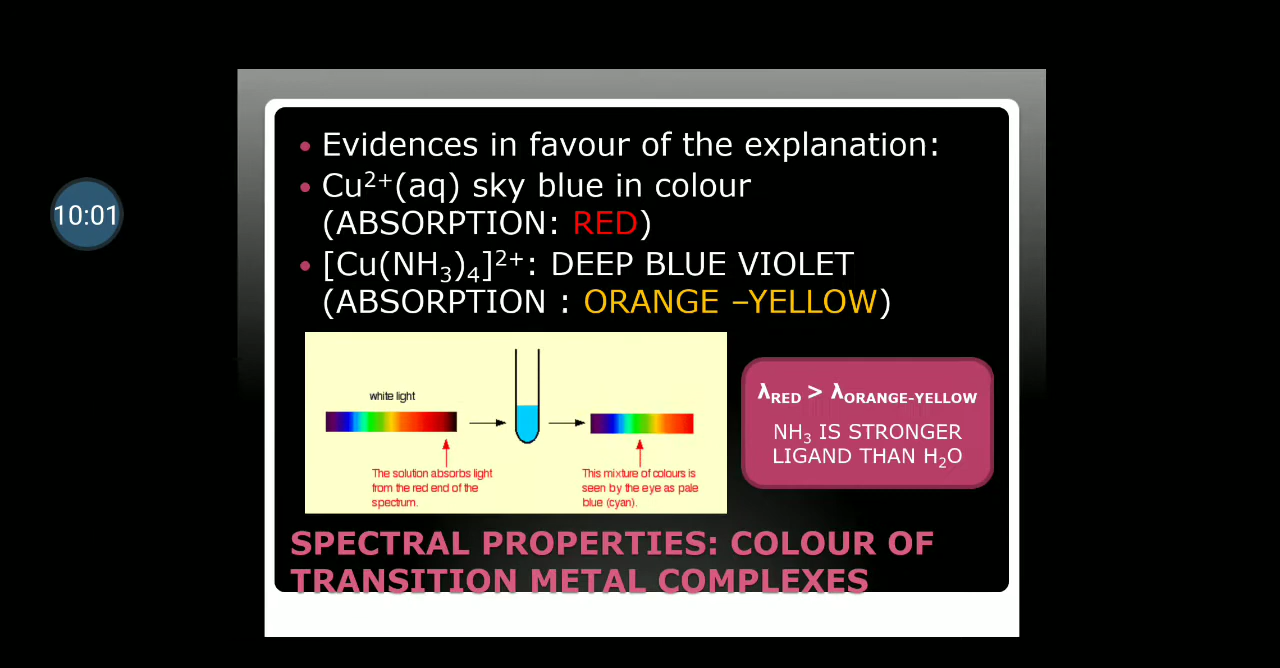 10:01
• Evidences in favour of the explanation:
• Cu²⁺(aq) sky blue in colour
(ABSORPTION: RED)
• [Cu(NH₃)₄]²⁺: DEEP BLUE VIOLET
(ABSORPTION : ORANGE –YELLOW)
white light
The solution absorbs light
from the red end of the
spectrum.
This mixture of colours is
seen by the eye as pale
blue (cyan).
λRED > λORANGE-YELLOW
NH₃ IS STRONGER
LIGAND THAN H₂O
SPECTRAL PROPERTIES: COLOUR OF
TRANSITION METAL COMPLEXES